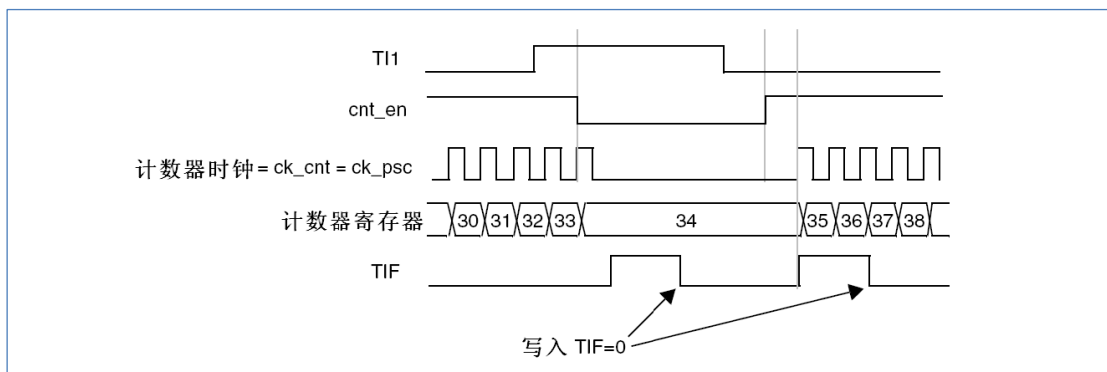 TI1
cnt_en
计数器时钟 = ck_cnt = ck_psc
计数器寄存器 30 31 32 33 34 35 36 37 38
TIF
写入 TIF=0